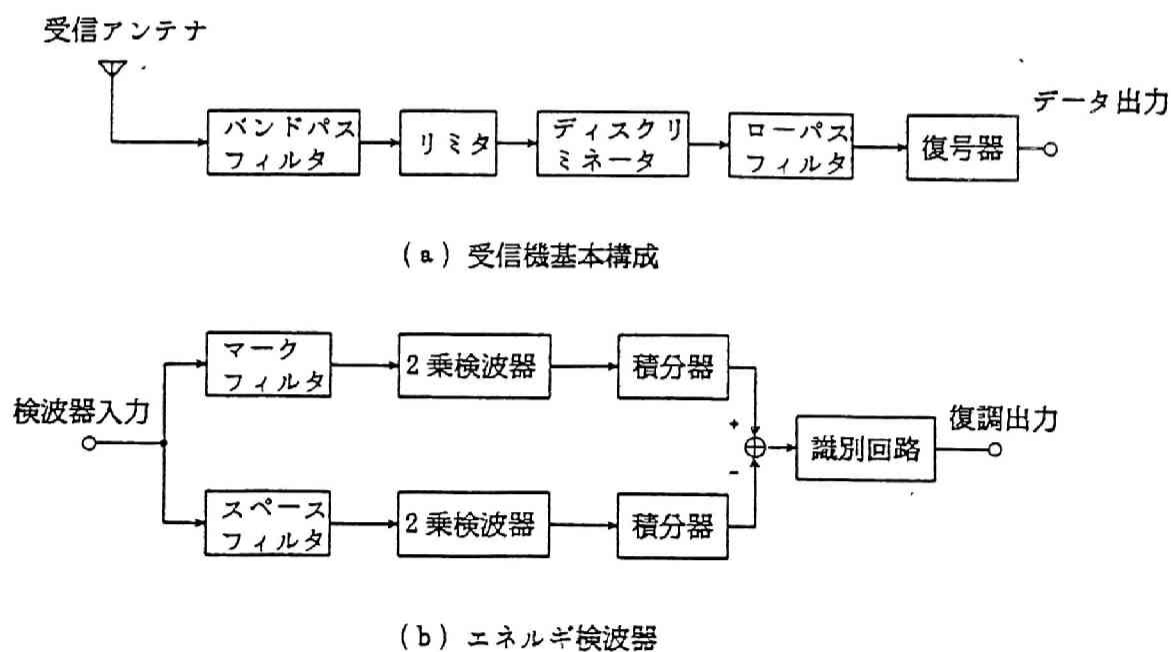 受信アンテナ
バンドパス
フィルタ
リミタ
ディスクリ
ミネータ
ローパス
フィルタ
復号器
データ出力
(a) 受信機基本構成
検波器入力
マーク
フィルタ
2乗検波器
積分器
+
-
識別回路
復調出力
スペース
フィルタ
2乗検波器
積分器
(b) エネルギ検波器